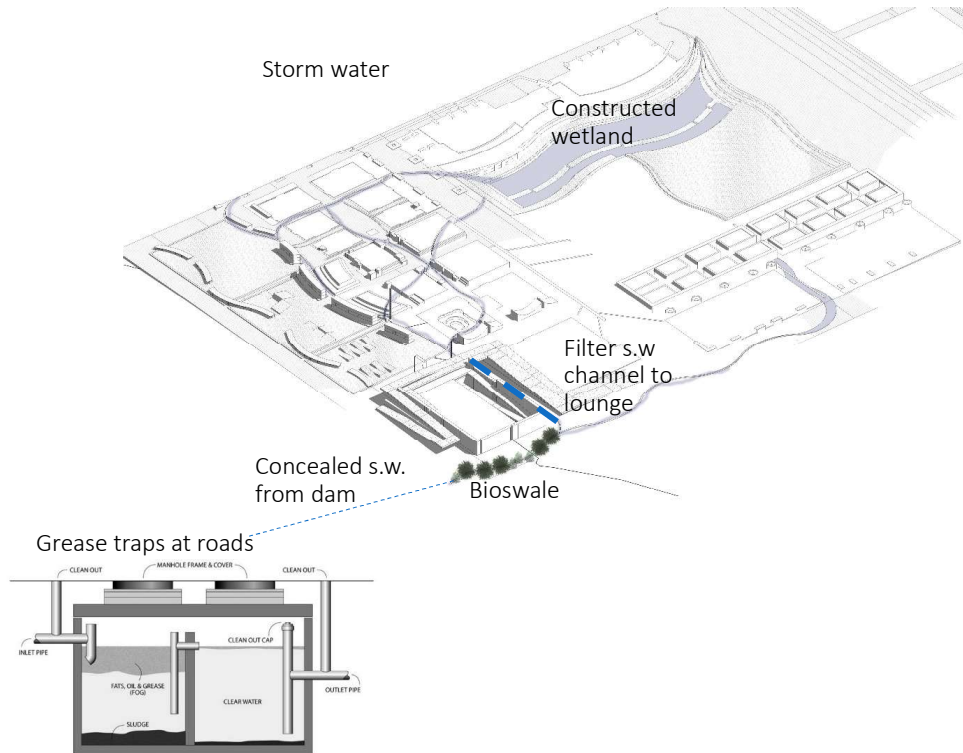 Storm water
Constructed
wetland
Filter s.w
channel to
lounge
Concealed s.w.
from dam
Bioswale
Grease traps at roads
MANHOLE FRAME & COVER
CLEAN OUT
CLEAN OUT
CLEAN OUT CAP
INLET PIPE
FATS, OIL & GREASE
(FOG)
OUTLET PIPE
CLEAR WATER
SLUDGE